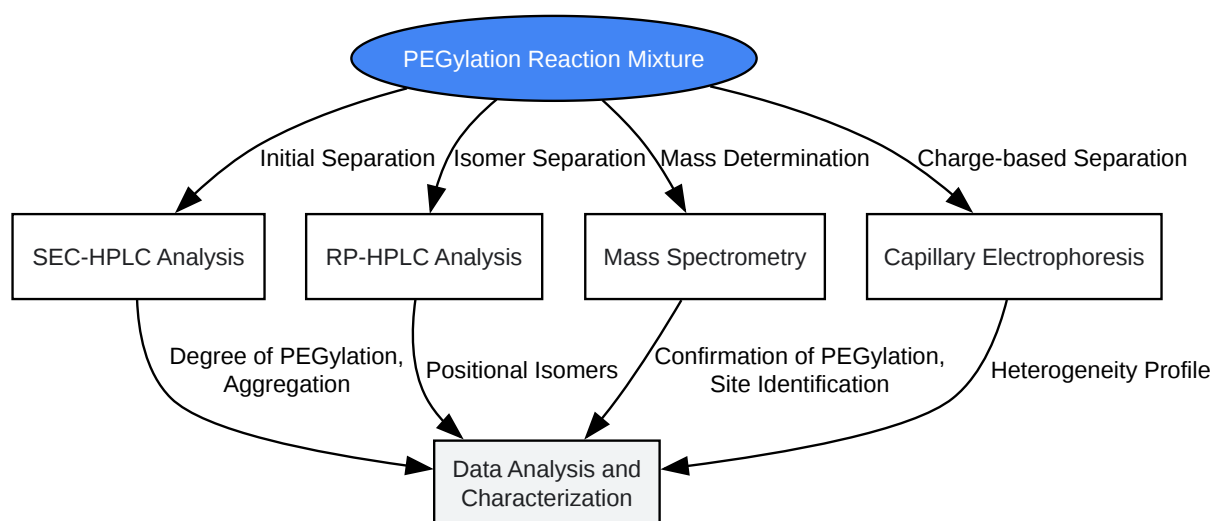 PEGylation Reaction Mixture
Initial Separation
Isomer Separation
Mass Determination
Charge-based Separation
SEC-HPLC Analysis
RP-HPLC Analysis
Mass Spectrometry
Capillary Electrophoresis
Degree of PEGylation,
Aggregation
Positional Isomers
Confirmation of PEGylation,
Site Identification
Heterogeneity Profile
Data Analysis and
Characterization